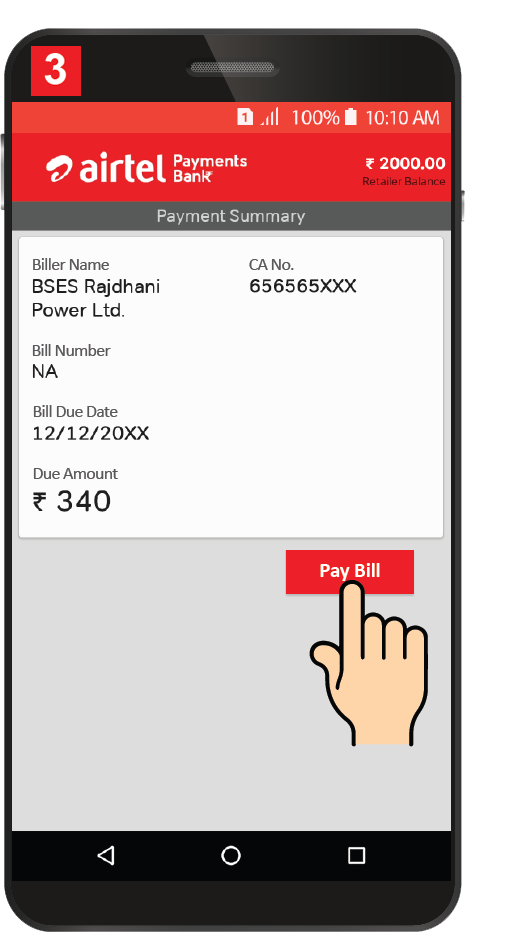 3
1 100% 10:10 AM
airtel Payments Bank
₹ 2000.00
Retailer Balance
Payment Summary
Biller Name
BSES Rajdhani
Power Ltd.
CA No.
656565XXX
Bill Number
NA
Bill Due Date
12/12/20XX
Due Amount
₹ 340
Pay Bill